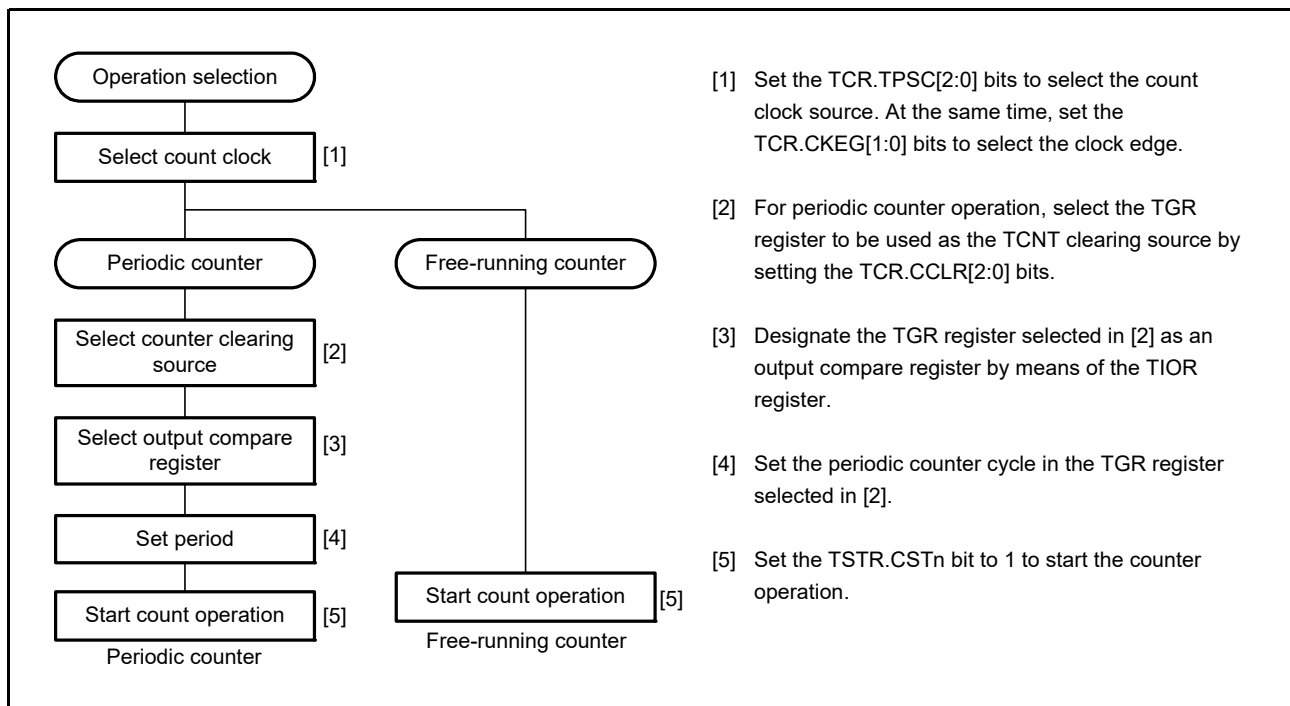 Operation selection
Select count clock
[1]
Periodic counter
Free-running counter
Select counter clearing
source
[2]
Select output compare
register
[3]
Set period
[4]
Start count operation
[5]
Periodic counter
Start count operation
[5]
Free-running counter
[1] Set the TCR.TPSC[2:0] bits to select the count
clock source. At the same time, set the
TCR.CKEG[1:0] bits to select the clock edge.
[2] For periodic counter operation, select the TGR
register to be used as the TCNT clearing source by
setting the TCR.CCLR[2:0] bits.
[3] Designate the TGR register selected in [2] as an
output compare register by means of the TIOR
register.
[4] Set the periodic counter cycle in the TGR register
selected in [2].
[5] Set the TSTR.CSTn bit to 1 to start the counter
operation.